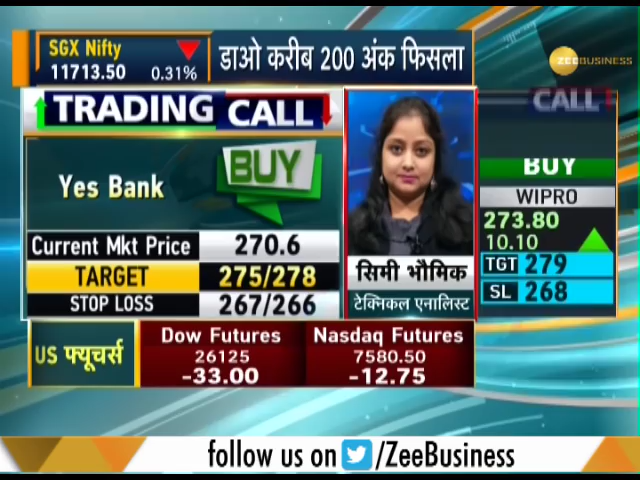 SGX Nifty
11713.50 0.31%
डाओ करीब 200 अंक फिसला
ZEEBUSINESS
TRADING CALL
CALL
Yes Bank
BUY
Current Mkt Price 270.6
TARGET 275/278
STOP LOSS 267/266
सिमी भौमिक
टेक्निकल एनालिस्ट
BUY
WIPRO
273.80
10.10
TGT 279
SL 268
US फ्यूचर्स
Dow Futures
26125
-33.00
Nasdaq Futures
7580.50
-12.75
follow us on /ZeeBusiness